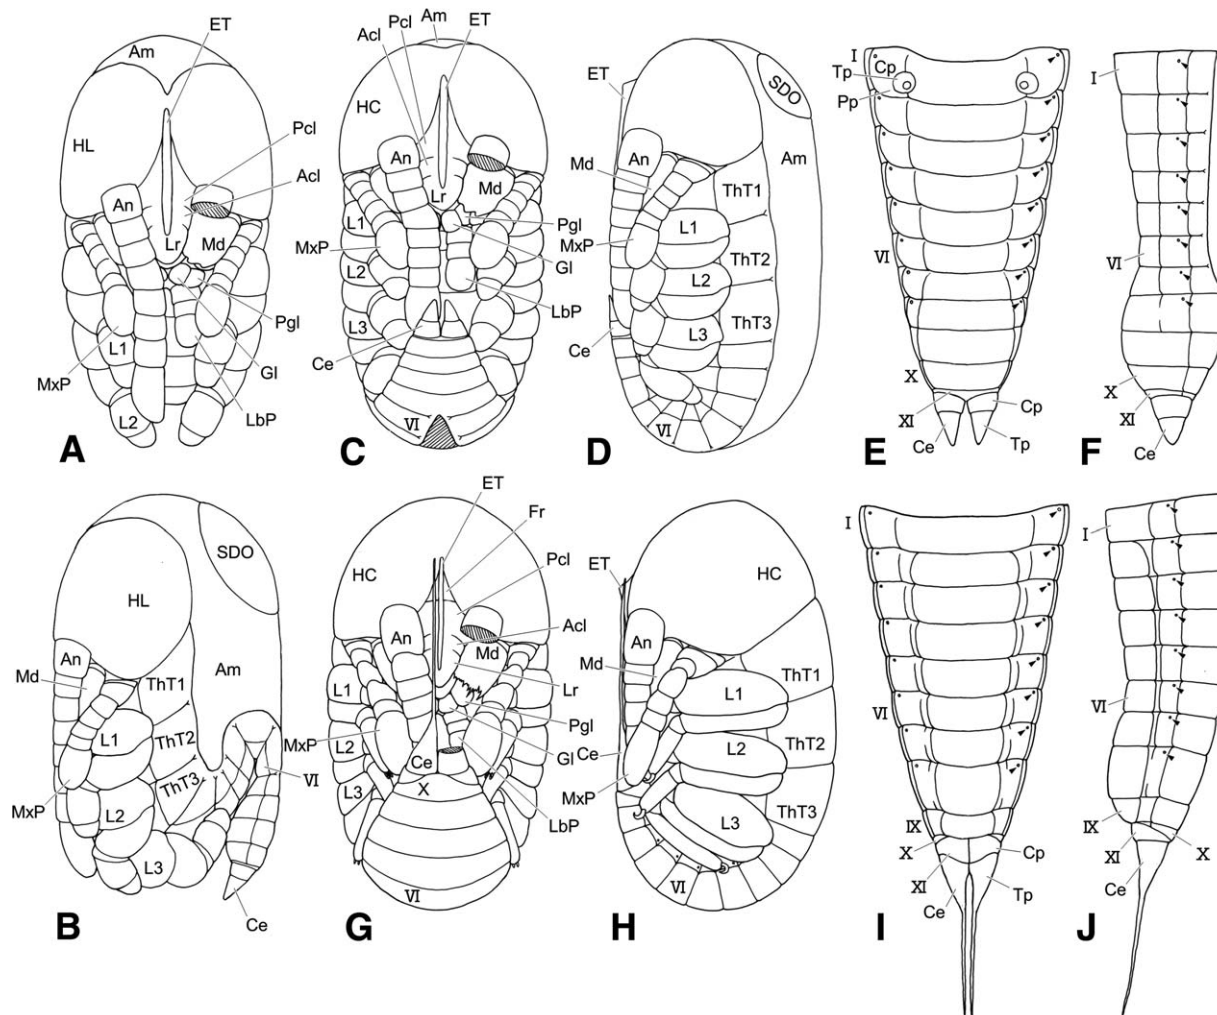 ET
Am
HL
Pcl
Acl
An
Lr
Md
MxP
L1
L2
Pgl
Gl
LbP
A
Am
Pcl
ET
Acl
HC
An
Lr
Md
L1
MxP
L2
L3
Pgl
Gl
LbP
Ce
VI
C
ET
SDO
Am
An
Md
ThT1
L1
MxP
ThT2
L2
L3
ThT3
Ce
VI
D
I
Cp
Tp
Pp
VI
X
XI
Cp
Ce
Tp
E
I
VI
X
XI
Ce
F
SDO
HL
An
Am
Md
ThT1
L1
ThT2
ThT3
VI
MxP
L2
L3
Ce
B
ET
Fr
HC
Pcl
An
Acl
Md
L1
Lr
Pgl
MxP
L2
Gl
Ce
X
L3
LbP
VI
G
ET
HC
An
Md
ThT1
L1
L2
ThT2
Ce
MxP
L3
ThT3
VI
H
I
VI
IX
X
Cp
XI
Ce
Tp
I
I
VI
IX
XI
X
Ce
J